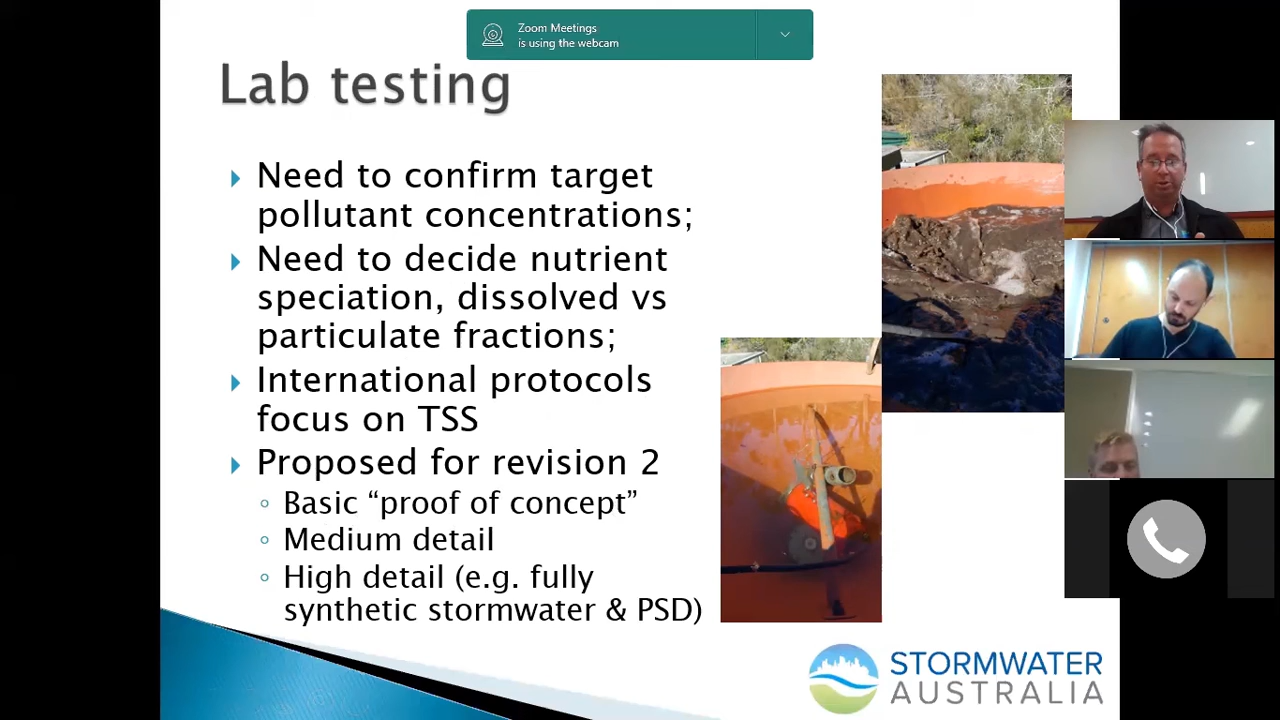 Zoom Meetings
is using the webcam
Lab testing
Need to confirm target
pollutant concentrations;
Need to decide nutrient
speciation, dissolved vs
particulate fractions;
International protocols
focus on TSS
Proposed for revision 2
Basic “proof of concept”
Medium detail
High detail (e.g. fully
synthetic stormwater & PSD)
STORMWATER
AUSTRALIA